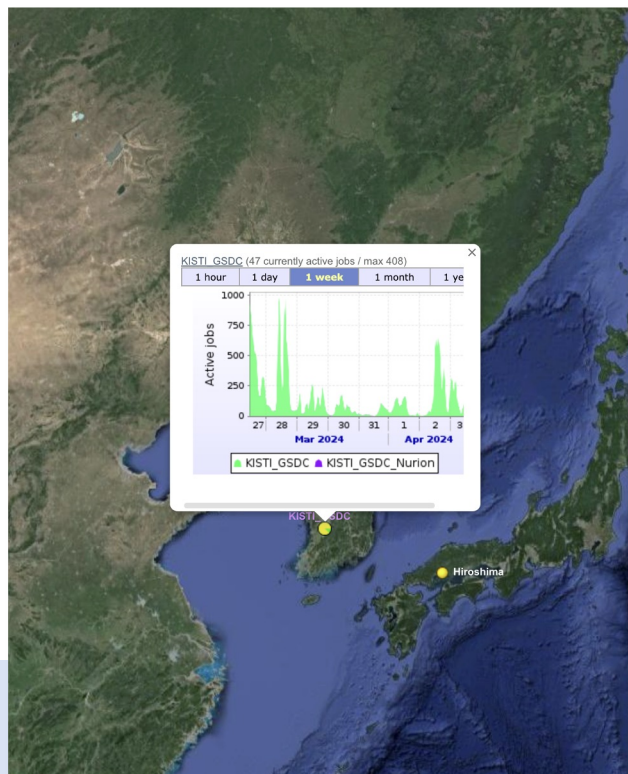 KISTI_GSDC (47 currently active jobs / max 408)
1 hour 1 day 1 week 1 month 1 ye
1000
750
500
250
0
Active jobs
27 28 29 30 31 1 2 3
Mar 2024 Apr 2024
KISTI_GSDC KISTI_GSDC_Nurion
KISTI_GSDC
Hiroshima